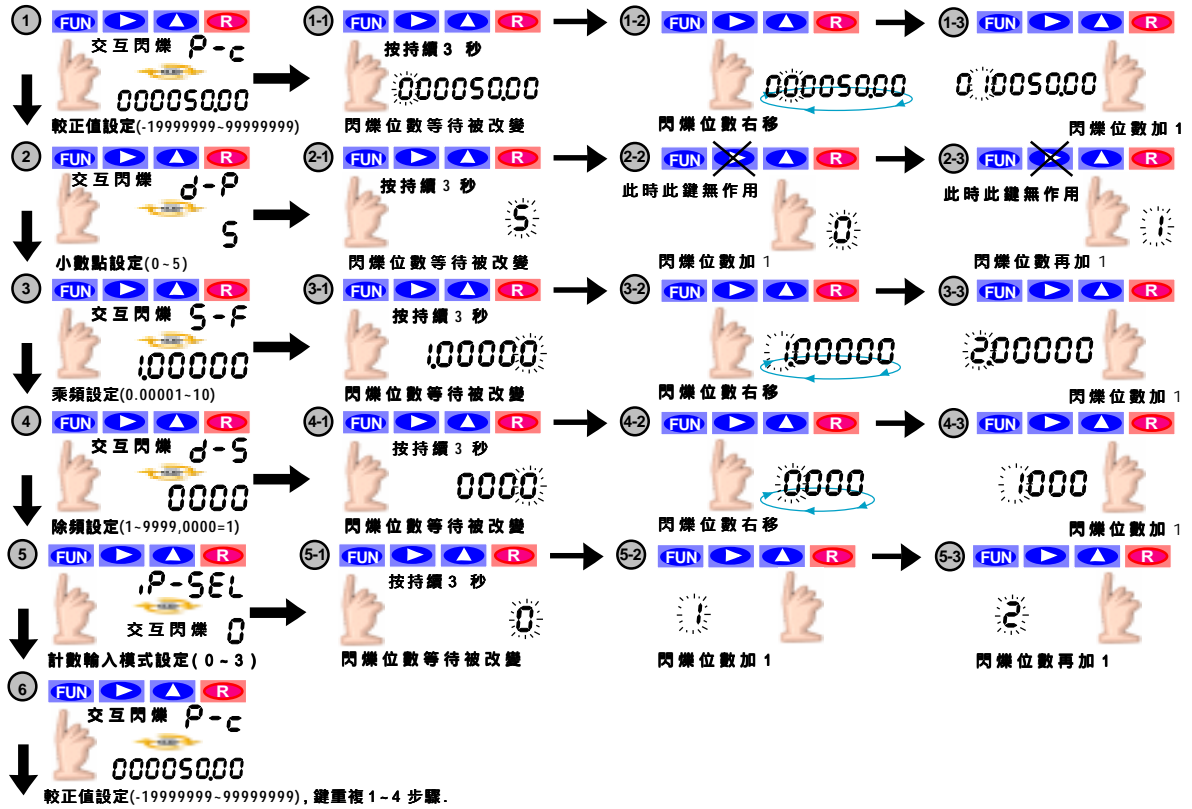 1 FUN R
交互閃爍 P-c
000050.00
較正值設定(-19999999~99999999)
1-1 FUN R
按持續 3 秒
000050.00
閃爍位數等待被改變
1-2 FUN R
000050.00
閃爍位數右移
1-3 FUN R
010050.00
閃爍位數加 1
2 FUN R
交互閃爍 d-P
5
小數點設定(0~5)
2-1 FUN R
按持續 3 秒
5
閃爍位數等待被改變
2-2 FUN R
此時此鍵無作用
0
閃爍位數加 1
2-3 FUN R
此時此鍵無作用
1
閃爍位數再加 1
3 FUN R
交互閃爍 S-F
1.00000
乘頻設定(0.00001~10)
3-1 FUN R
按持續 3 秒
1.00000
閃爍位數等待被改變
3-2 FUN R
1.00000
閃爍位數右移
3-3 FUN R
2.00000
閃爍位數加 1
4 FUN R
交互閃爍 d-S
0000
除頻設定(1~9999,0000=1)
4-1 FUN R
按持續 3 秒
0000
閃爍位數等待被改變
4-2 FUN R
0000
閃爍位數右移
4-3 FUN R
1000
閃爍位數加 1
5 FUN R
iP-SEL
交互閃爍 0
計數輸入模式設定(0~3)
5-1 FUN R
按持續 3 秒
0
閃爍位數等待被改變
5-2 FUN R
1
閃爍位數加 1
5-3 FUN R
2
閃爍位數再加 1
6 FUN R
交互閃爍 P-c
000050.00
較正值設定(-19999999~99999999), 鍵重複 1~4 步驟.